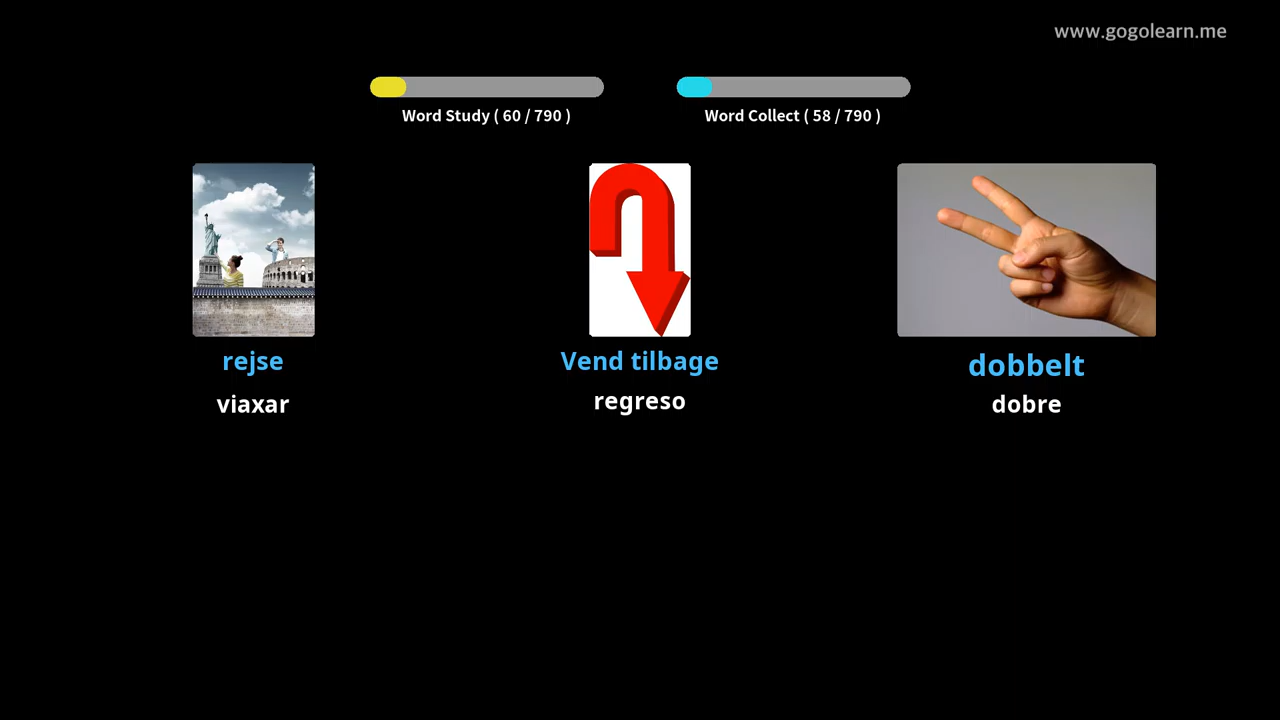 www.gogolearn.me
Word Study ( 60 / 790 )
Word Collect ( 58 / 790 )
rejse
viaxar
Vend tilbage
regreso
dobbelt
dobre